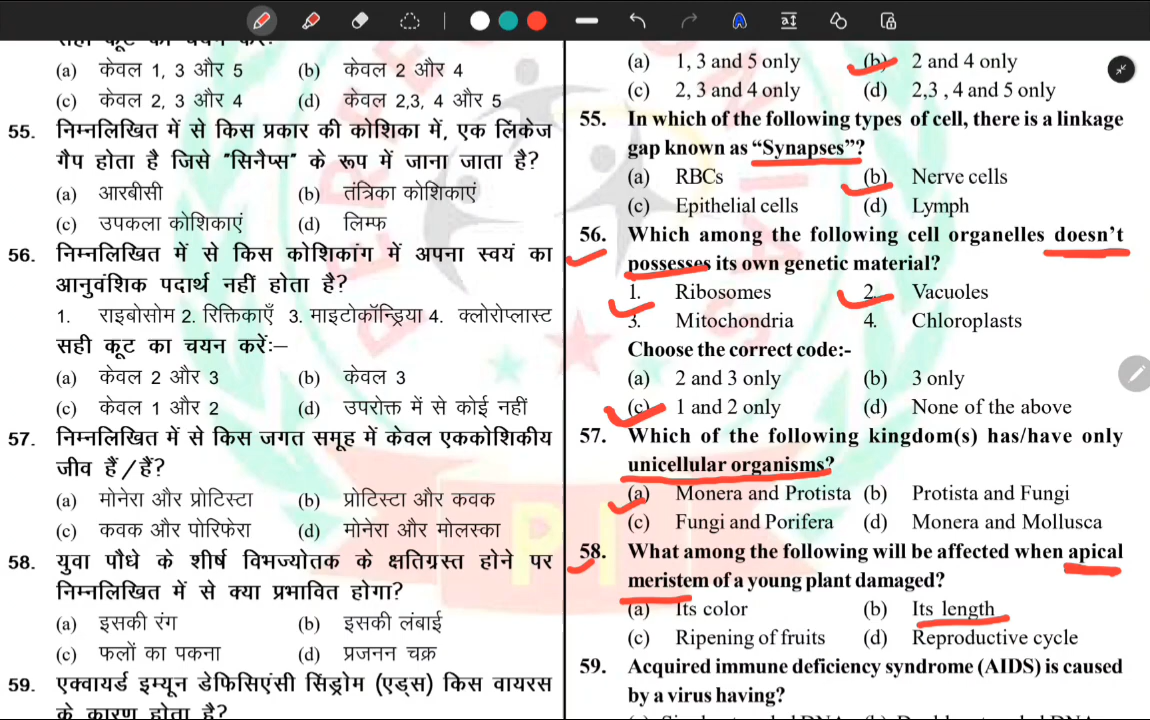 (a) केवल 1, 3 और 5 (b) केवल 2 और 4
(c) केवल 2, 3 और 4 (d) केवल 2,3, 4 और 5
55. निम्नलिखित में से किस प्रकार की कोशिका में, एक लिंकेज
गैप होता है जिसे "सिनैप्स" के रूप में जाना जाता है?
(a) आरबीसी (b) तंत्रिका कोशिकाएं
(c) उपकला कोशिकाएं (d) लिम्फ
56. निम्नलिखित में से किस कोशिकांग में अपना स्वयं का
आनुवंशिक पदार्थ नहीं होता है?
1. राइबोसोम 2. रिक्तिकाएँ 3. माइटोकॉन्ड्रिया 4. क्लोरोप्लास्ट
सही कूट का चयन करें:–
(a) केवल 2 और 3 (b) केवल 3
(c) केवल 1 और 2 (d) उपरोक्त में से कोई नहीं
57. निम्नलिखित में से किस जगत समूह में केवल एककोशिकीय
जीव हैं/हैं?
(a) मोनेरा और प्रोटिस्टा (b) प्रोटिस्टा और कवक
(c) कवक और पोरिफेरा (d) मोनेरा और मोलस्का
58. युवा पौधे के शीर्ष विभज्योतक के क्षतिग्रस्त होने पर
निम्नलिखित में से क्या प्रभावित होगा?
(a) इसकी रंग (b) इसकी लंबाई
(c) फलों का पकना (d) प्रजनन चक्र
59. एक्वायर्ड इम्यून डेफिसिएंसी सिंड्रोम (एड्स) किस वायरस
के कारण होता है?
(a) 1, 3 and 5 only (b) 2 and 4 only
(c) 2, 3 and 4 only (d) 2,3 , 4 and 5 only
55. In which of the following types of cell, there is a linkage
gap known as “Synapses”?
(a) RBCs (b) Nerve cells
(c) Epithelial cells (d) Lymph
56. Which among the following cell organelles doesn’t
possesses its own genetic material?
1. Ribosomes 2. Vacuoles
3. Mitochondria 4. Chloroplasts
Choose the correct code:-
(a) 2 and 3 only (b) 3 only
(c) 1 and 2 only (d) None of the above
57. Which of the following kingdom(s) has/have only
unicellular organisms?
(a) Monera and Protista (b) Protista and Fungi
(c) Fungi and Porifera (d) Monera and Mollusca
58. What among the following will be affected when apical
meristem of a young plant damaged?
(a) Its color (b) Its length
(c) Ripening of fruits (d) Reproductive cycle
59. Acquired immune deficiency syndrome (AIDS) is caused
by a virus having?